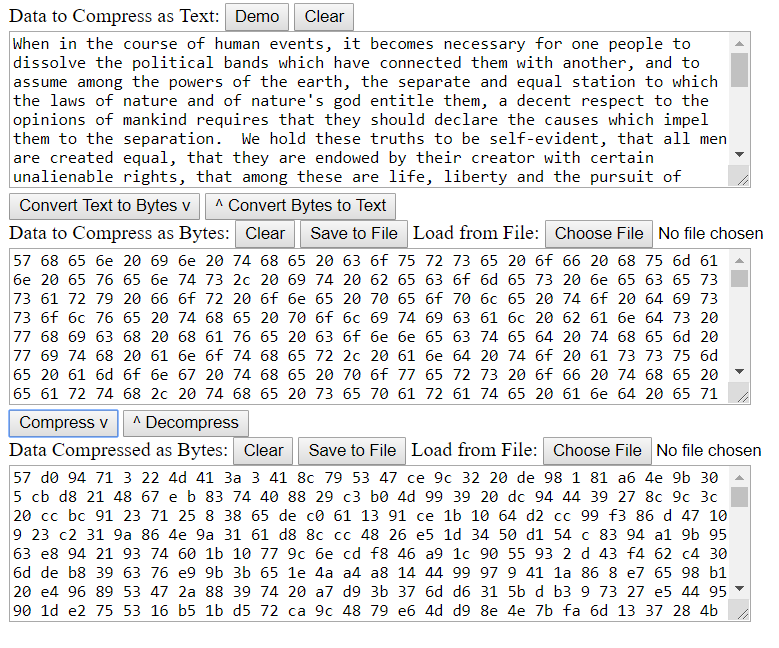 Data to Compress as Text: Demo Clear
When in the course of human events, it becomes necessary for one people to
dissolve the political bands which have connected them with another, and to
assume among the powers of the earth, the separate and equal station to which
the laws of nature and of nature's god entitle them, a decent respect to the
opinions of mankind requires that they should declare the causes which impel
them to the separation.  We hold these truths to be self-evident, that all men
are created equal, that they are endowed by their creator with certain
unalienable rights, that among these are life, liberty and the pursuit of
Convert Text to Bytes v ^ Convert Bytes to Text
Data to Compress as Bytes: Clear Save to File Load from File: Choose File No file chosen
57 68 65 6e 20 69 6e 20 74 68 65 20 63 6f 75 72 73 65 20 6f 66 20 68 75 6d 61
6e 20 65 76 65 6e 74 73 2c 20 69 74 20 62 65 63 6f 6d 65 73 20 6e 65 63 65 73
73 61 72 79 20 66 6f 72 20 6f 6e 65 20 70 65 6f 70 6c 65 20 74 6f 20 64 69 73
73 6f 6c 76 65 20 74 68 65 20 70 6f 6c 69 74 69 63 61 6c 20 62 61 6e 64 73 20
77 68 69 63 68 20 68 61 76 65 20 63 6f 6e 6e 65 63 74 65 64 20 74 68 65 6d 20
77 69 74 68 20 61 6e 6f 74 68 65 72 2c 20 61 6e 64 20 74 6f 20 61 73 73 75 6d
65 20 61 6d 6f 6e 67 20 74 68 65 20 70 6f 77 65 72 73 20 6f 66 20 74 68 65 20
65 61 72 74 68 2c 20 74 68 65 20 73 65 70 61 72 61 74 65 20 61 6e 64 20 65 71
Compress v ^ Decompress
Data Compressed as Bytes: Clear Save to File Load from File: Choose File No file chosen
57 d0 94 71 3 22 4d 41 3a 3 41 8c 79 53 47 ce 9c 32 20 de 98 1 81 a6 4e 9b 30
5 cb d8 21 48 67 e b 83 74 40 88 29 c3 b0 4d 99 39 20 dc 94 44 39 27 8c 9c 3c
20 cc bc 91 23 71 25 8 38 65 de c0 61 13 91 ce 1b 10 64 d2 cc 99 f3 86 d 47 10
9 23 c2 31 9a 86 4e 9a 31 61 d8 8c cc 48 26 e5 1d 34 50 d1 54 c 83 94 a1 9b 95
63 e8 94 21 93 74 60 1b 10 77 9c 6e cd f8 46 a9 1c 90 55 93 2 d 43 f4 62 c4 30
6d de b8 39 63 76 e9 9b 3b 65 1e 4a a4 a8 14 44 99 97 9 41 1a 86 8 e7 65 98 b1
20 e4 96 89 53 47 2a 88 39 74 20 a7 d9 3b 37 6d d6 31 5b d b3 9 73 27 e5 44 95
90 1d e2 75 53 16 b5 1b d5 72 ca 9c 48 79 e6 4d d9 8e 4e 7b fa 6d 13 37 28 4b